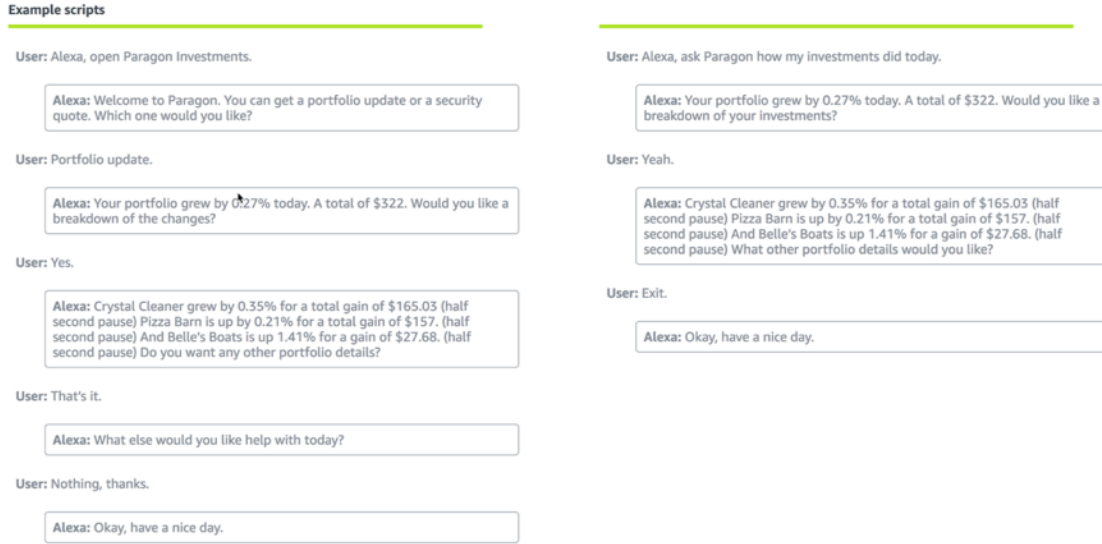 Example scripts
User: Alexa, open Paragon Investments.
Alexa: Welcome to Paragon. You can get a portfolio update or a security
quote. Which one would you like?
User: Portfolio update.
Alexa: Your portfolio grew by 0.27% today. A total of $322. Would you like a
breakdown of the changes?
User: Yes.
Alexa: Crystal Cleaner grew by 0.35% for a total gain of $165.03 (half
second pause) Pizza Barn is up by 0.21% for a total gain of $157. (half
second pause) And Belle's Boats is up 1.41% for a gain of $27.68. (half
second pause) Do you want any other portfolio details?
User: That's it.
Alexa: What else would you like help with today?
User: Nothing, thanks.
Alexa: Okay, have a nice day.
User: Alexa, ask Paragon how my investments did today.
Alexa: Your portfolio grew by 0.27% today. A total of $322. Would you like a
breakdown of your investments?
User: Yeah.
Alexa: Crystal Cleaner grew by 0.35% for a total gain of $165.03 (half
second pause) Pizza Barn is up by 0.21% for a total gain of $157. (half
second pause) And Belle's Boats is up 1.41% for a gain of $27.68. (half
second pause) What other portfolio details would you like?
User: Exit.
Alexa: Okay, have a nice day.